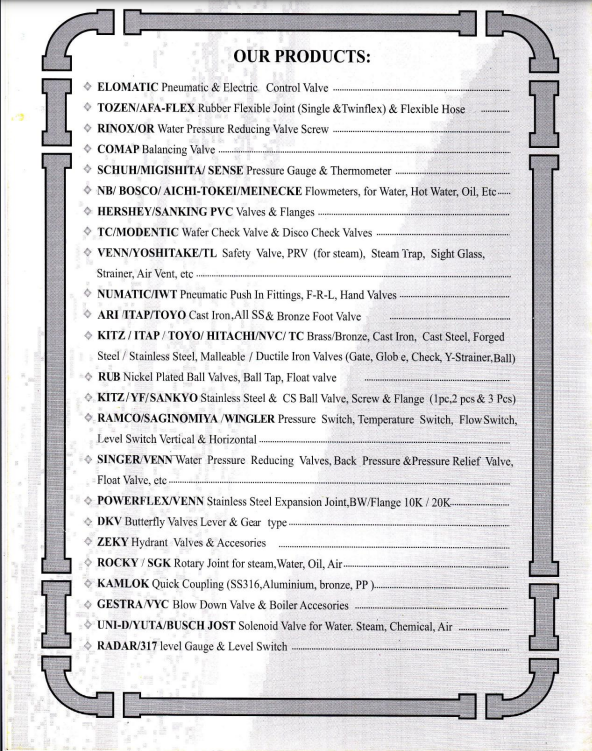 OUR PRODUCTS:
ELOMATIC Pneumatic & Electric Control Valve
TOZEN/AFA-FLEX Rubber Flexible Joint (Single &Twinflex) & Flexible Hose
RINOX/OR Water Pressure Reducing Valve Screw
COMAP Balancing Valve
SCHUH/MIGISHITA/ SENSE Pressure Gauge & Thermometer
NB/ BOSCO/ AICHI-TOKEI/MEINECKE Flowmeters, for Water, Hot Water, Oil, Etc
HERSHEY/SANKING PVC Valves & Flanges
TC/MODENTIC Wafer Check Valve & Disco Check Valves
VENN/YOSHITAKE/TL Safety Valve, PRV (for steam), Steam Trap, Sight Glass,
Strainer, Air Vent, etc
NUMATIC/IWT Pneumatic Push In Fittings, F-R-L, Hand Valves
ARI /ITAP/TOYO Cast Iron,All SS& Bronze Foot Valve
KITZ / ITAP / TOYO/ HITACHI/NVC/ TC Brass/Bronze, Cast Iron, Cast Steel, Forged
Steel / Stainless Steel, Malleable / Ductile Iron Valves (Gate, Glob e, Check, Y-Strainer,Ball)
RUB Nickel Plated Ball Valves, Ball Tap, Float valve
KITZ/YF/SANKYO Stainless Steel & CS Ball Valve, Screw & Flange (1pc,2 pcs & 3 Pcs)
RAMCO/SAGINOMIYA /WINGLER Pressure Switch, Temperature Switch, Flow Switch,
Level Switch Vertical & Horizontal
SINGER/VENN Water Pressure Reducing Valves, Back Pressure &Pressure Relief Valve,
Float Valve, etc
POWERFLEX/VENN Stainless Steel Expansion Joint,BW/Flange 10K / 20K
DKV Butterfly Valves Lever & Gear type
ZEKY Hydrant Valves & Accesories
ROCKY / SGK Rotary Joint for steam,Water, Oil, Air
KAMLOK Quick Coupling (SS316,Aluminium, bronze, PP )
GESTRA/VYC Blow Down Valve & Boiler Accesories
UNI-D/YUTA/BUSCH JOST Solenoid Valve for Water. Steam, Chemical, Air
RADAR/317 level Gauge & Level Switch